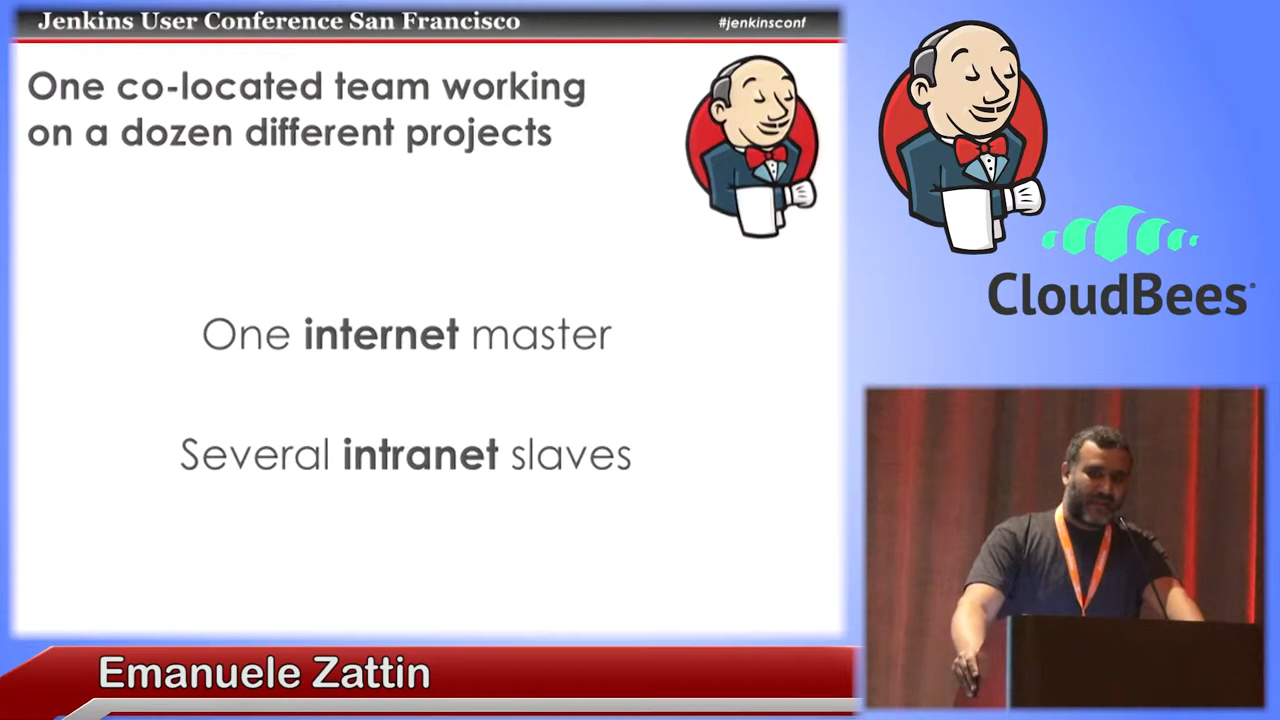 Jenkins User Conference San Francisco
#jenkinsconf
One co-located team working
on a dozen different projects
One internet master
Several intranet slaves
CloudBees
Emanuele Zattin